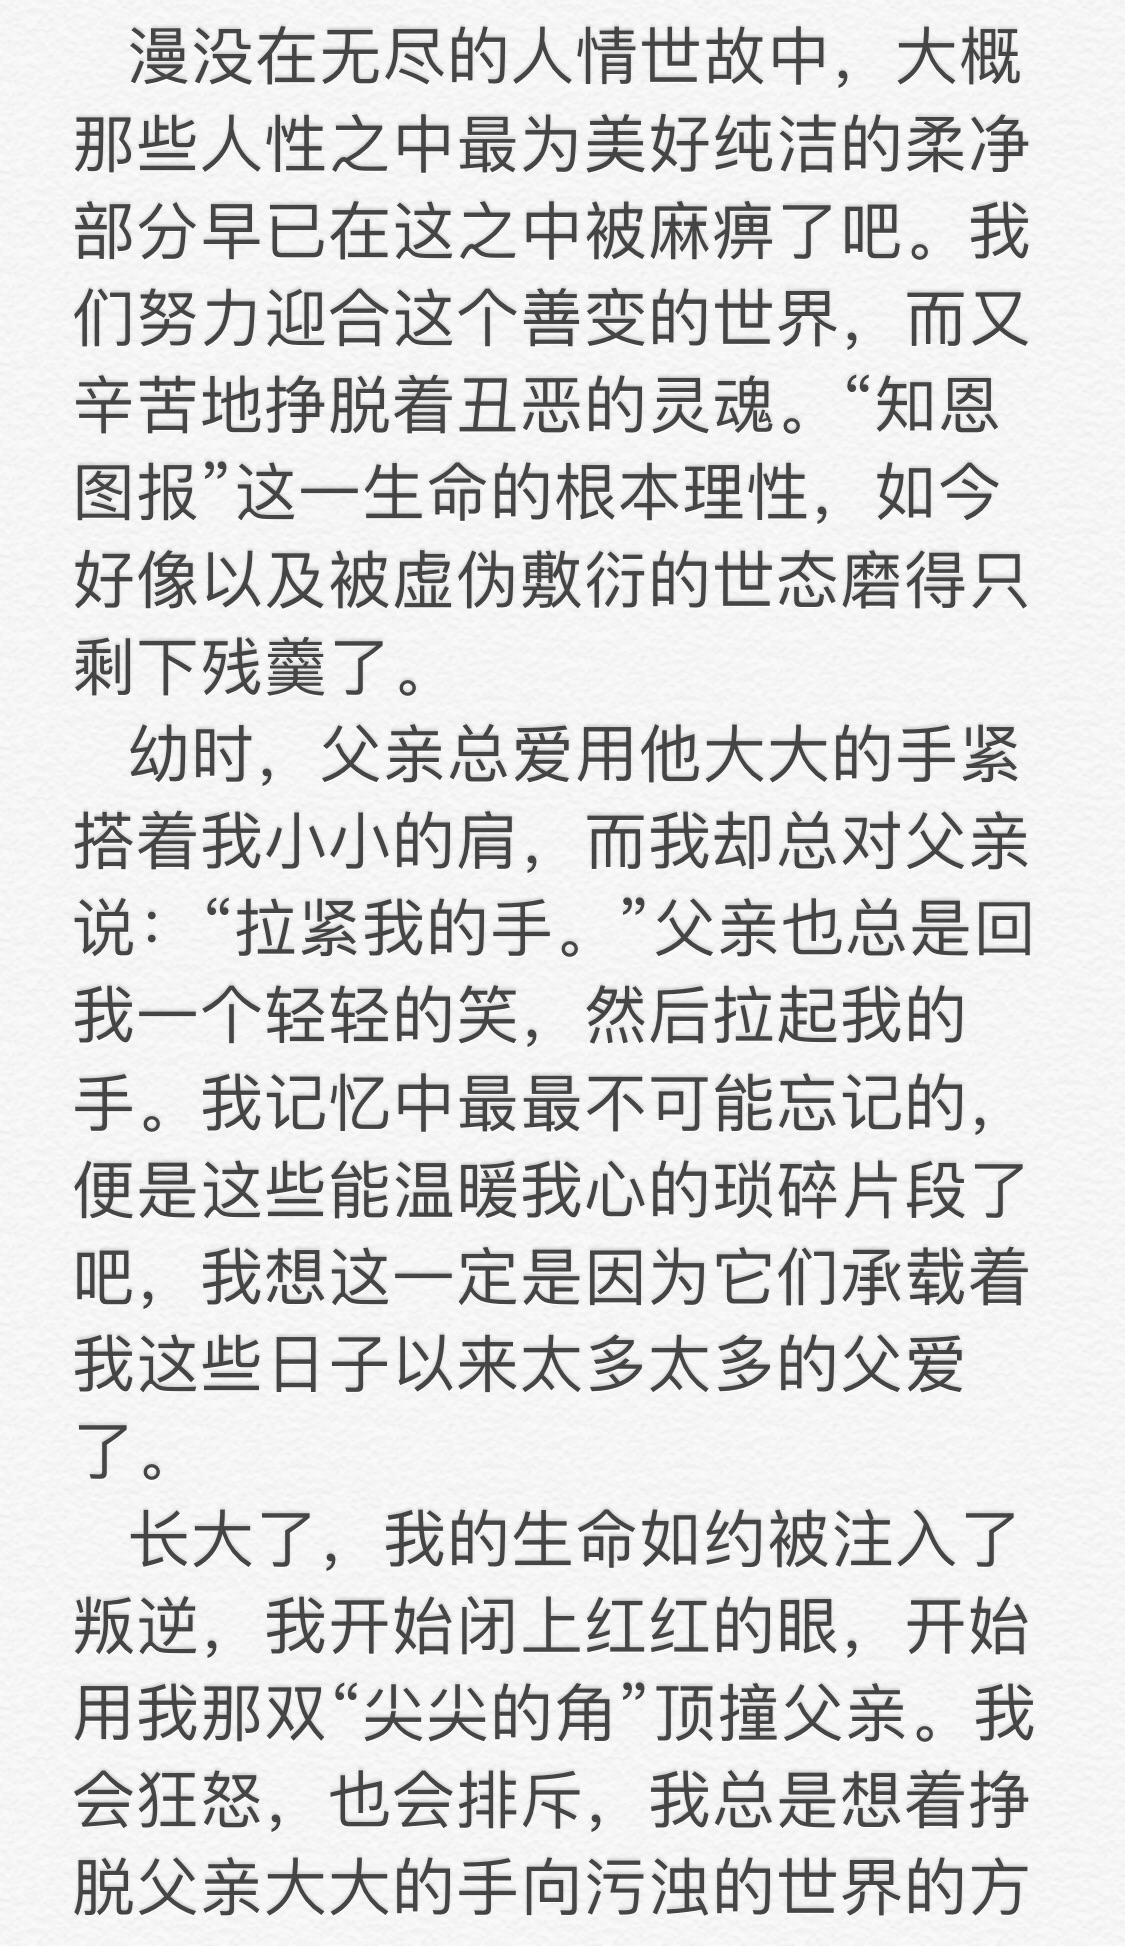 漫没在无尽的人情世故中，大概
那些人性之中最为美好纯洁的柔净
部分早已在这之中被麻痹了吧。我
们努力迎合这个善变的世界，而又
辛苦地挣脱着丑恶的灵魂。“知恩
图报”这一生命的根本理性，如今
好像以及被虚伪敷衍的世态磨得只
剩下残羹了。
幼时，父亲总爱用他大大的手紧
搭着我小小的肩，而我却总对父亲
说：“拉紧我的手。”父亲也总是回
我一个轻轻的笑，然后拉起我的
手。我记忆中最最不可能忘记的，
便是这些能温暖我心的琐碎片段了
吧，我想这一定是因为它们承载着
我这些日子以来太多太多的父爱
了。
长大了，我的生命如约被注入了
叛逆，我开始闭上红红的眼，开始
用我那双“尖尖的角”顶撞父亲。我
会狂怒，也会排斥，我总是想着挣
脱父亲大大的手向污浊的世界的方